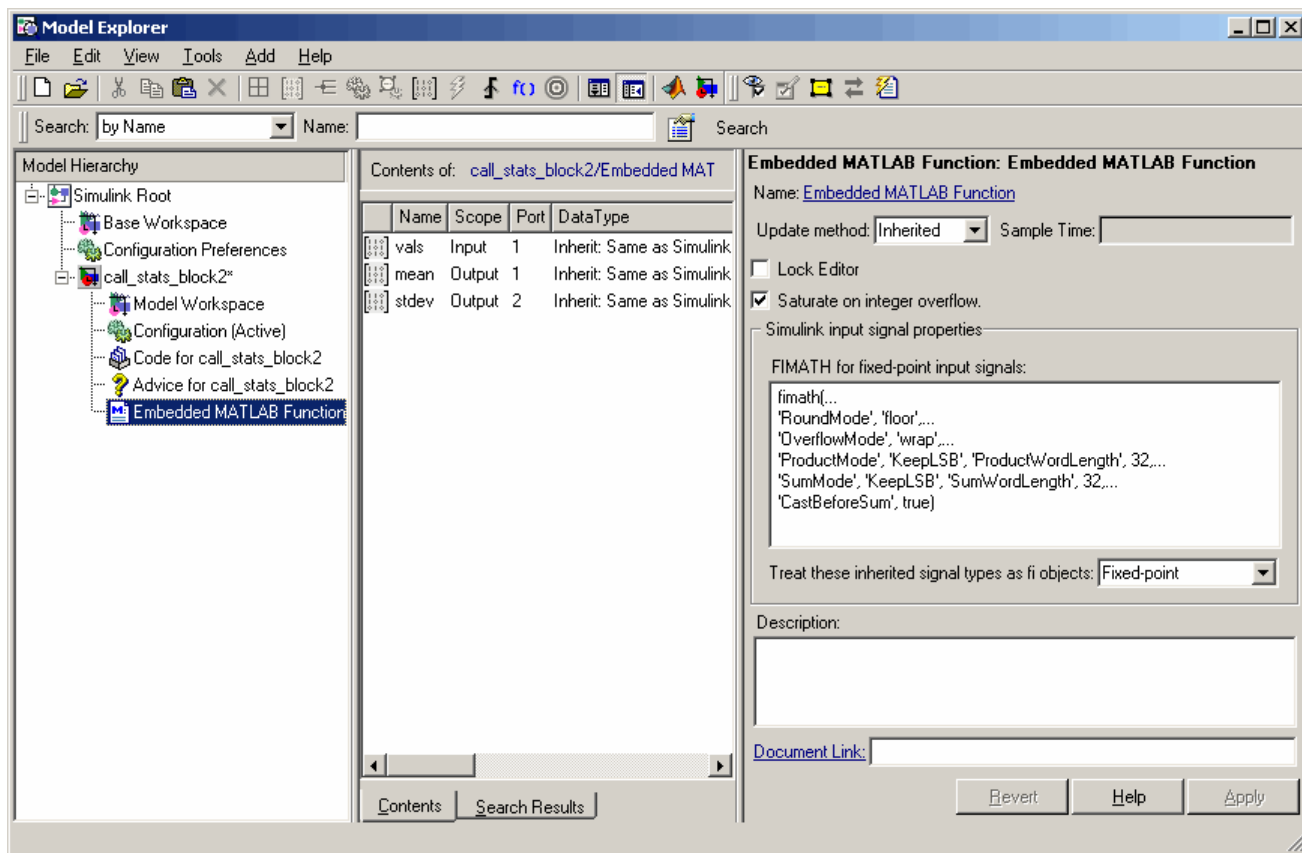 Model Explorer
File Edit View Tools Add Help
f()
Search: by Name Name: Search
Model Hierarchy
Simulink Root
Base Workspace
Configuration Preferences
call_stats_block2*
Model Workspace
Configuration (Active)
Code for call_stats_block2
Advice for call_stats_block2
Embedded MATLAB Function
Contents of: call_stats_block2/Embedded MAT
Name Scope Port DataType
vals Input 1 Inherit: Same as Simulink
mean Output 1 Inherit: Same as Simulink
stdev Output 2 Inherit: Same as Simulink
Contents Search Results
Embedded MATLAB Function: Embedded MATLAB Function
Name: Embedded MATLAB Function
Update method: Inherited Sample Time:
Lock Editor
Saturate on integer overflow.
Simulink input signal properties
FIMATH for fixed-point input signals:
fimath(...
'RoundMode', 'floor',...
'OverflowMode', 'wrap',...
'ProductMode', 'KeepLSB', 'ProductWordLength', 32,...
'SumMode', 'KeepLSB', 'SumWordLength', 32,...
'CastBeforeSum', true)
Treat these inherited signal types as fi objects: Fixed-point
Description:
Document Link:
Revert Help Apply